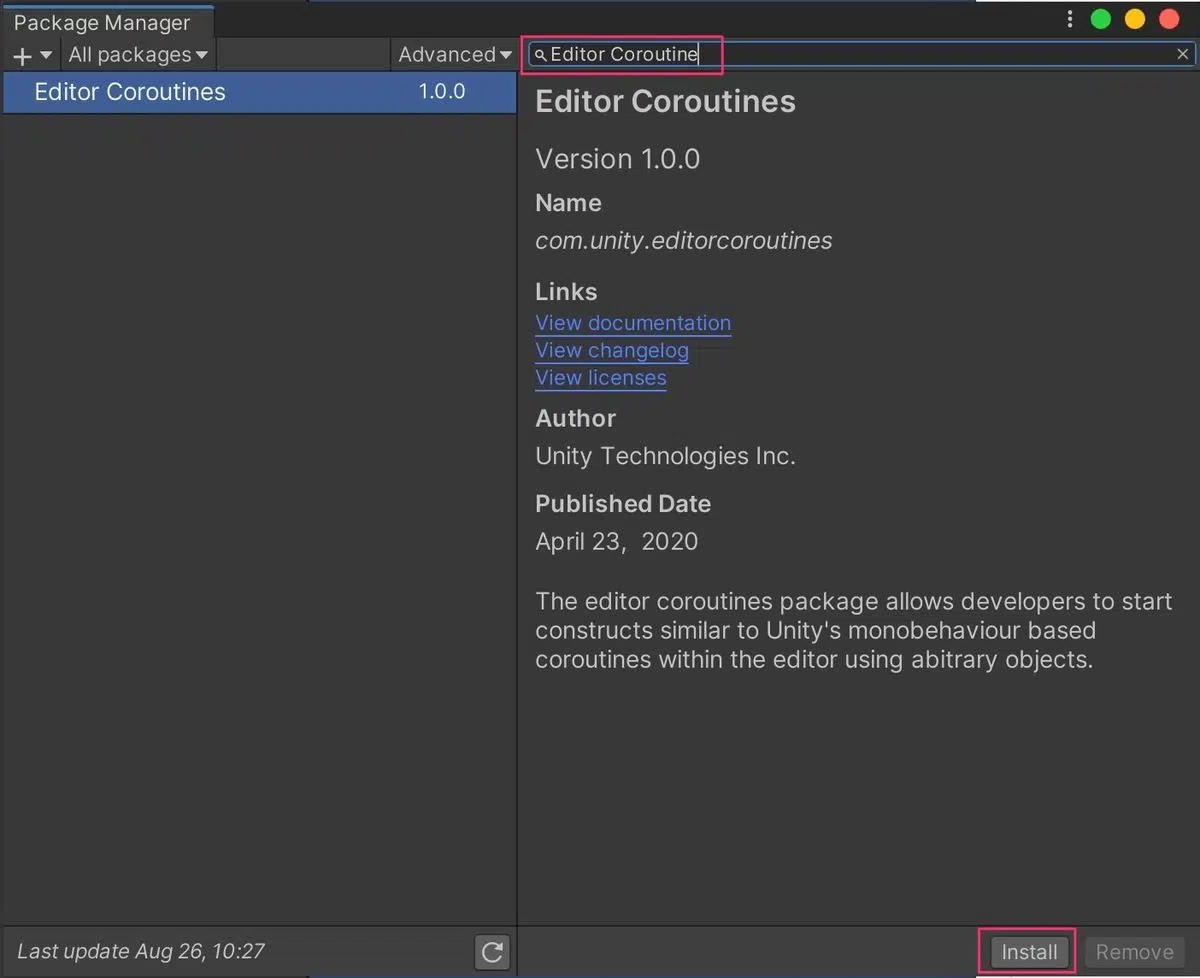 Package Manager
+ All packages Advanced Editor Coroutine
Editor Coroutines 1.0.0
Editor Coroutines
Version 1.0.0
Name
com.unity.editorcoroutines
Links
View documentation
View changelog
View licenses
Author
Unity Technologies Inc.
Published Date
April 23,  2020
The editor coroutines package allows developers to start
constructs similar to Unity's monobehaviour based
coroutines within the editor using abitrary objects.
Last update Aug 26, 10:27
Install Remove